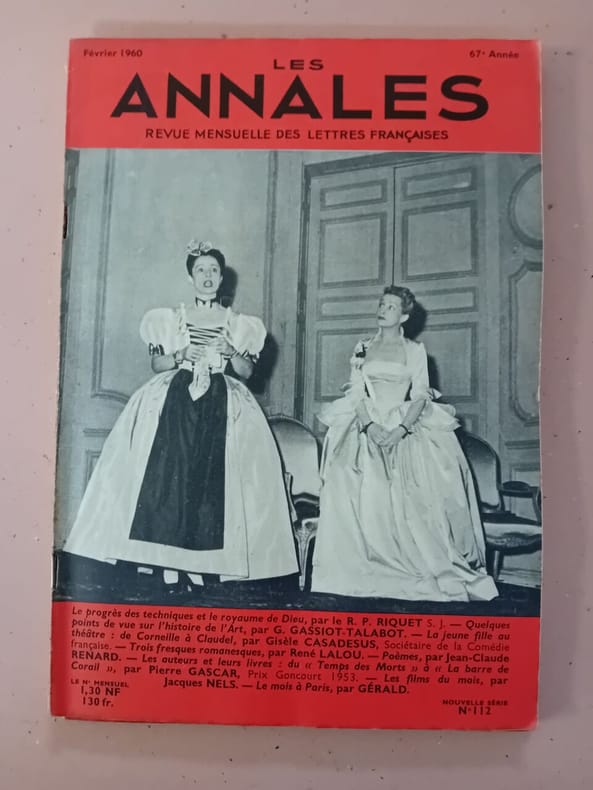 Février 1960
67e Année
LES
ANNALES
REVUE MENSUELLE DES LETTRES FRANÇAISES
Le progrès des techniques et le royaume de Dieu, par le R. P. RIQUET S. J. — Quelques
points de vue sur l'histoire de l'Art, par G. GASSIOT-TALABOT. — La jeune fille au
théâtre : de Corneille à Claudel, par Gisèle CASADESUS, Sociétaire de la Comédie
française. — Trois fresques romanesques, par René LALOU. — Poèmes, par Jean-Claude
RENARD. — Les auteurs et leurs livres : du « Temps des Morts » à « La barre de
Corail », par Pierre GASCAR, Prix Goncourt 1953. — Les films du mois, par
Jacques NELS. — Le mois à Paris, par GÉRALD.
LE No MENSUEL
1,30 NF
130 fr.
NOUVELLE SÉRIE
No 112